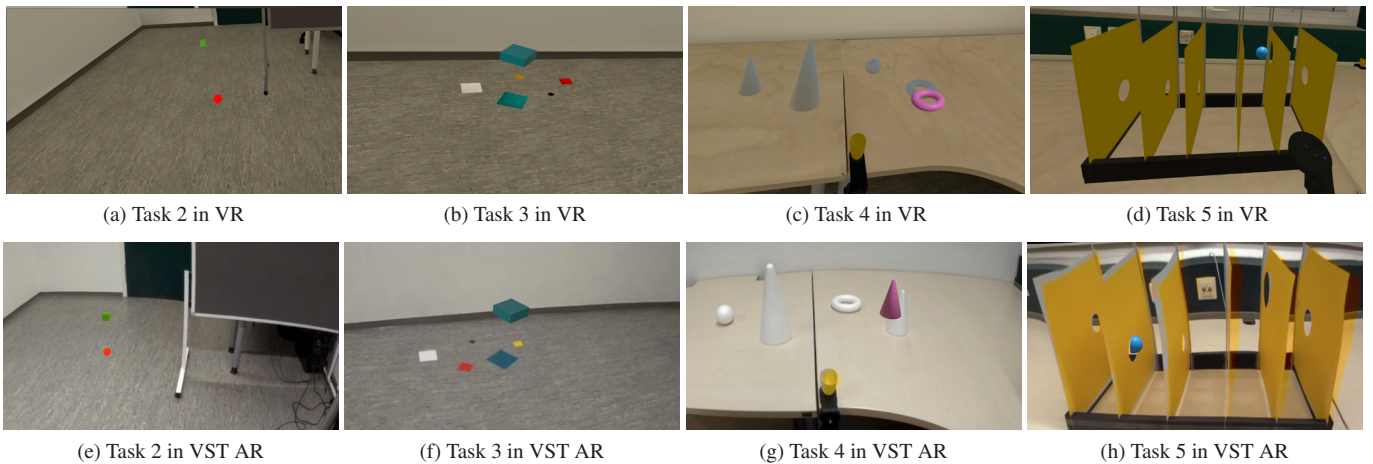 (a) Task 2 in VR
(b) Task 3 in VR
(c) Task 4 in VR
(d) Task 5 in VR
(e) Task 2 in VST AR
(f) Task 3 in VST AR
(g) Task 4 in VST AR
(h) Task 5 in VST AR